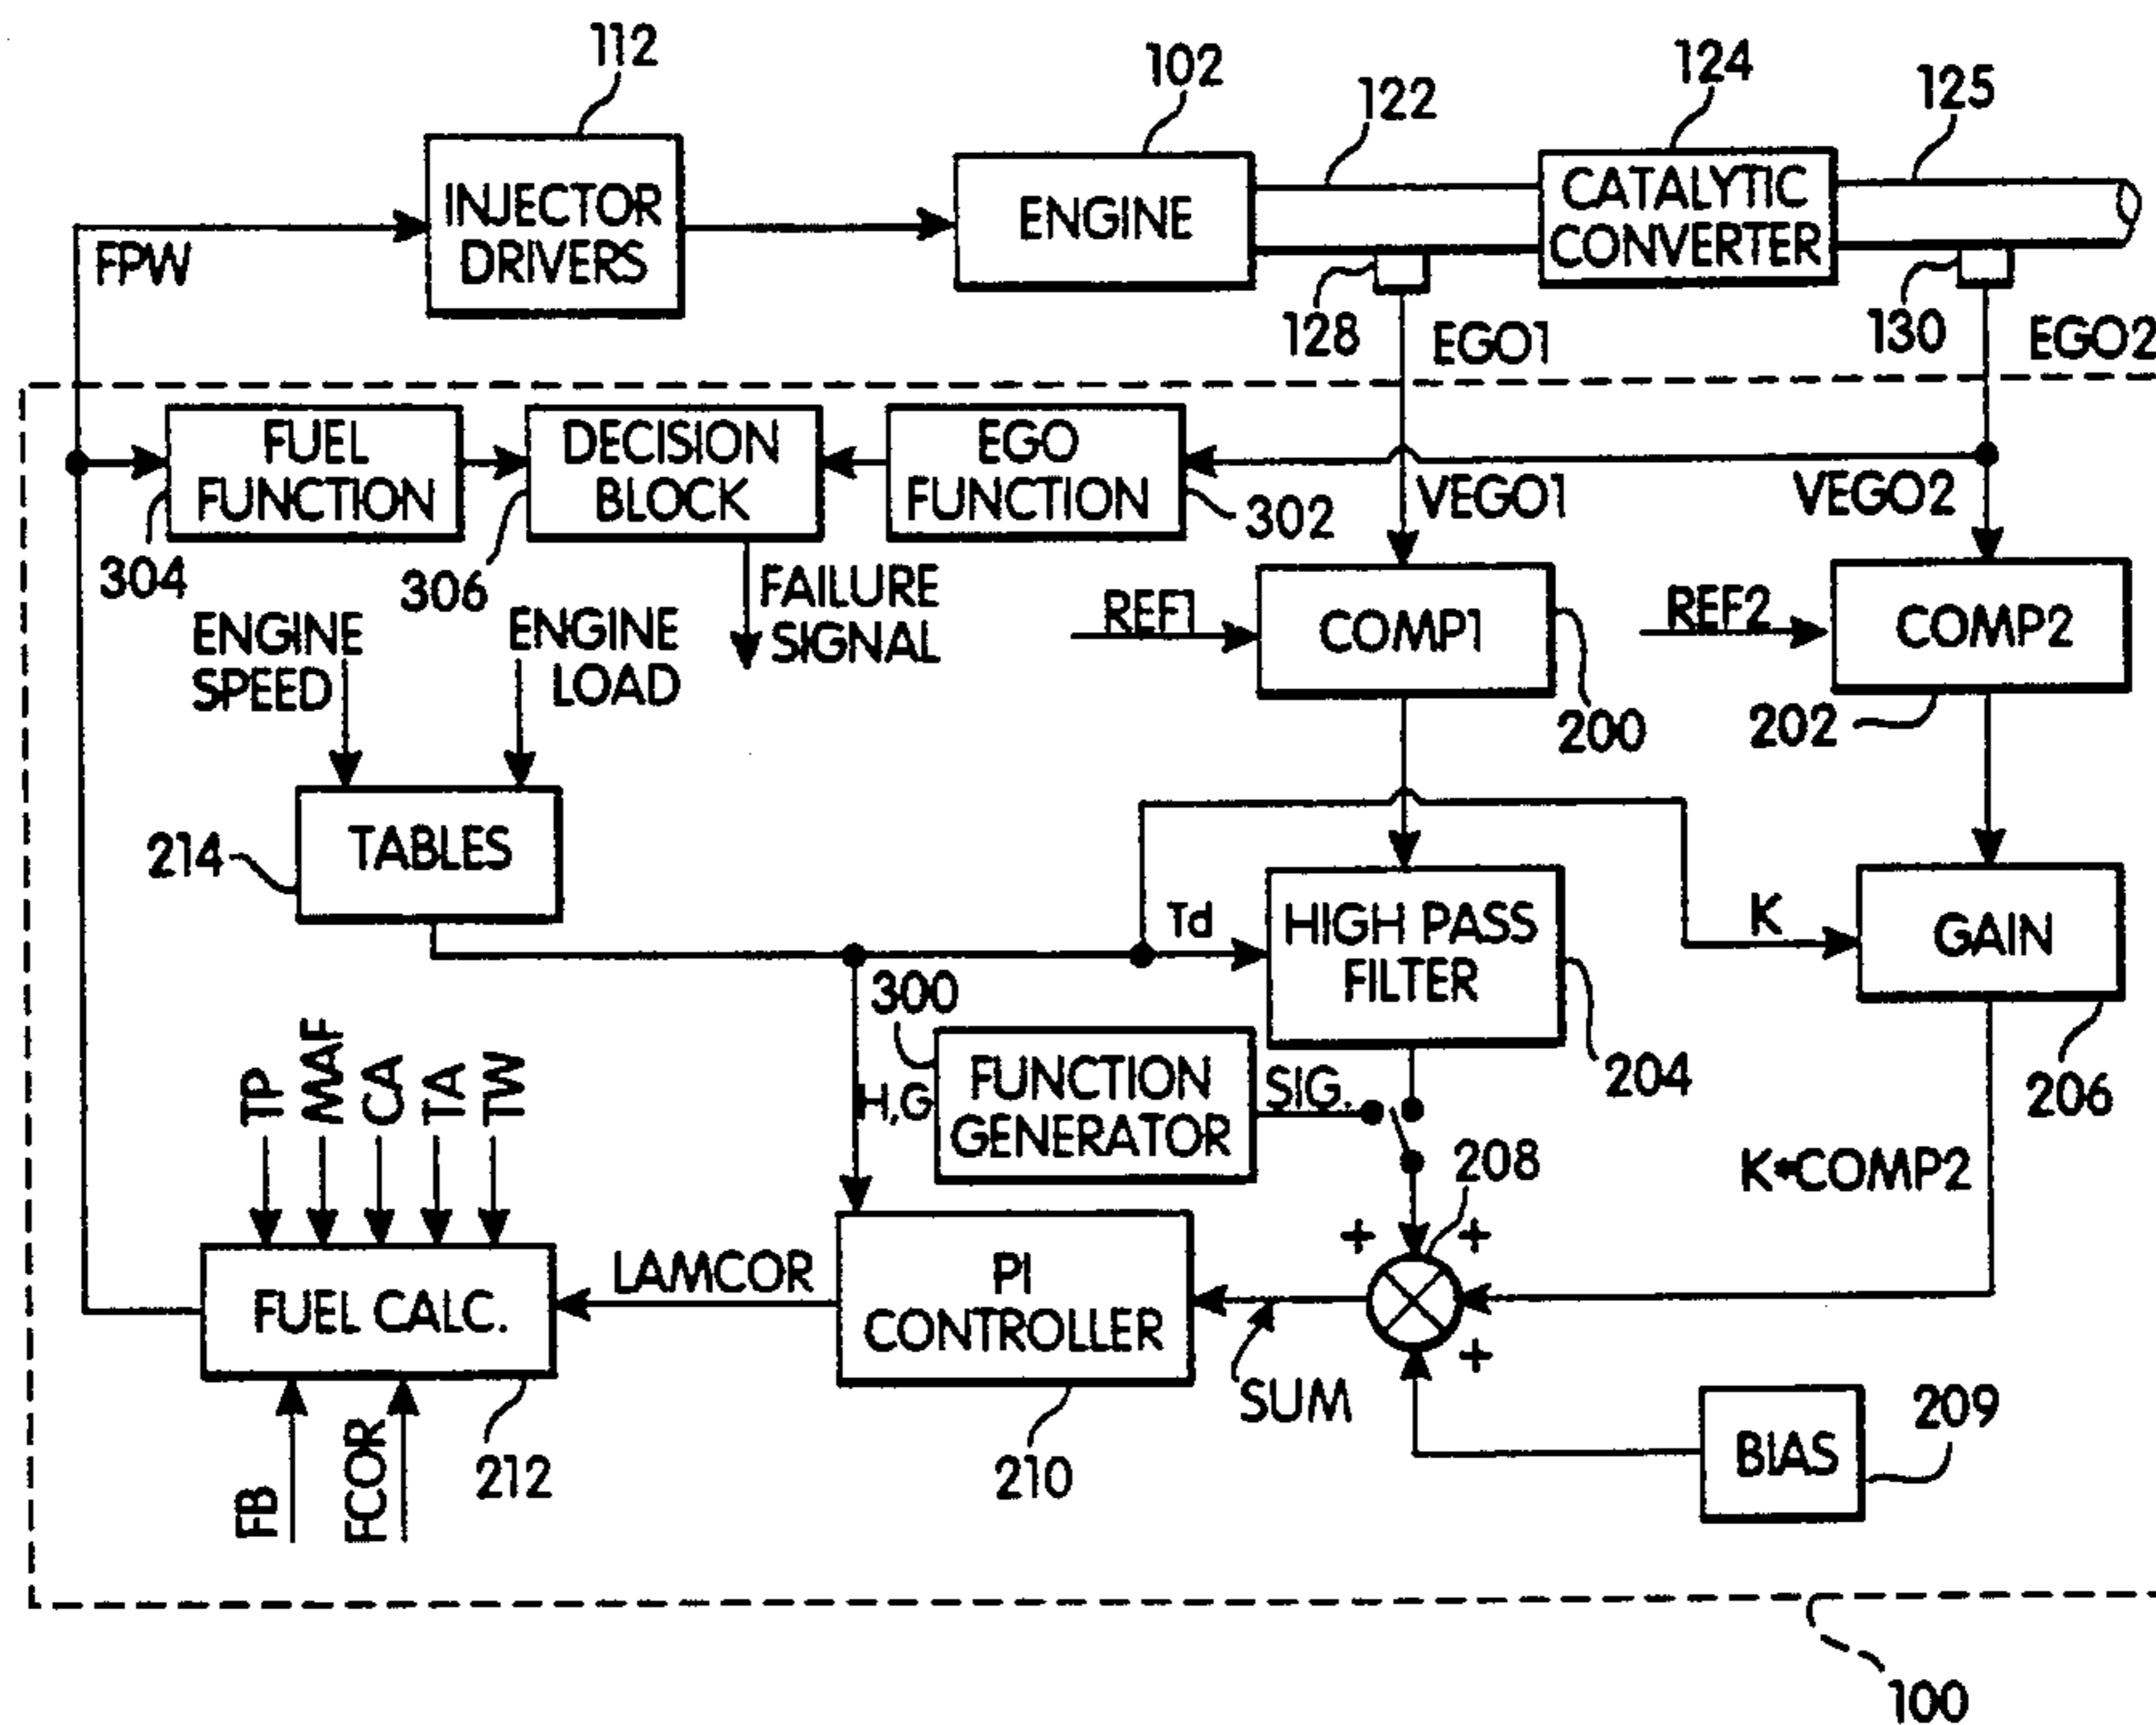 112
102
122
124
125
INJECTOR
DRIVERS
ENGINE
CATALYTIC
CONVERTER
FPW
128
EGO1
130
EGO2
FUEL
FUNCTION
DECISION
BLOCK
EGO
FUNCTION
302
VEGO1
VEGO2
304
306
FAILURE
SIGNAL
ENGINE
SPEED
ENGINE
LOAD
REF1
COMP1
REF2
COMP2
200
202
214
TABLES
Td
HIGH PASS
FILTER
K
GAIN
300
204
206
TP
MAF
CA
TA
TW
H,G
FUNCTION
GENERATOR
SIG.
208
K*COMP2
+
+
LAMCOR
PI
CONTROLLER
FUEL CALC.
+
SUM
BIAS
209
FB
FCOR
212
210
100